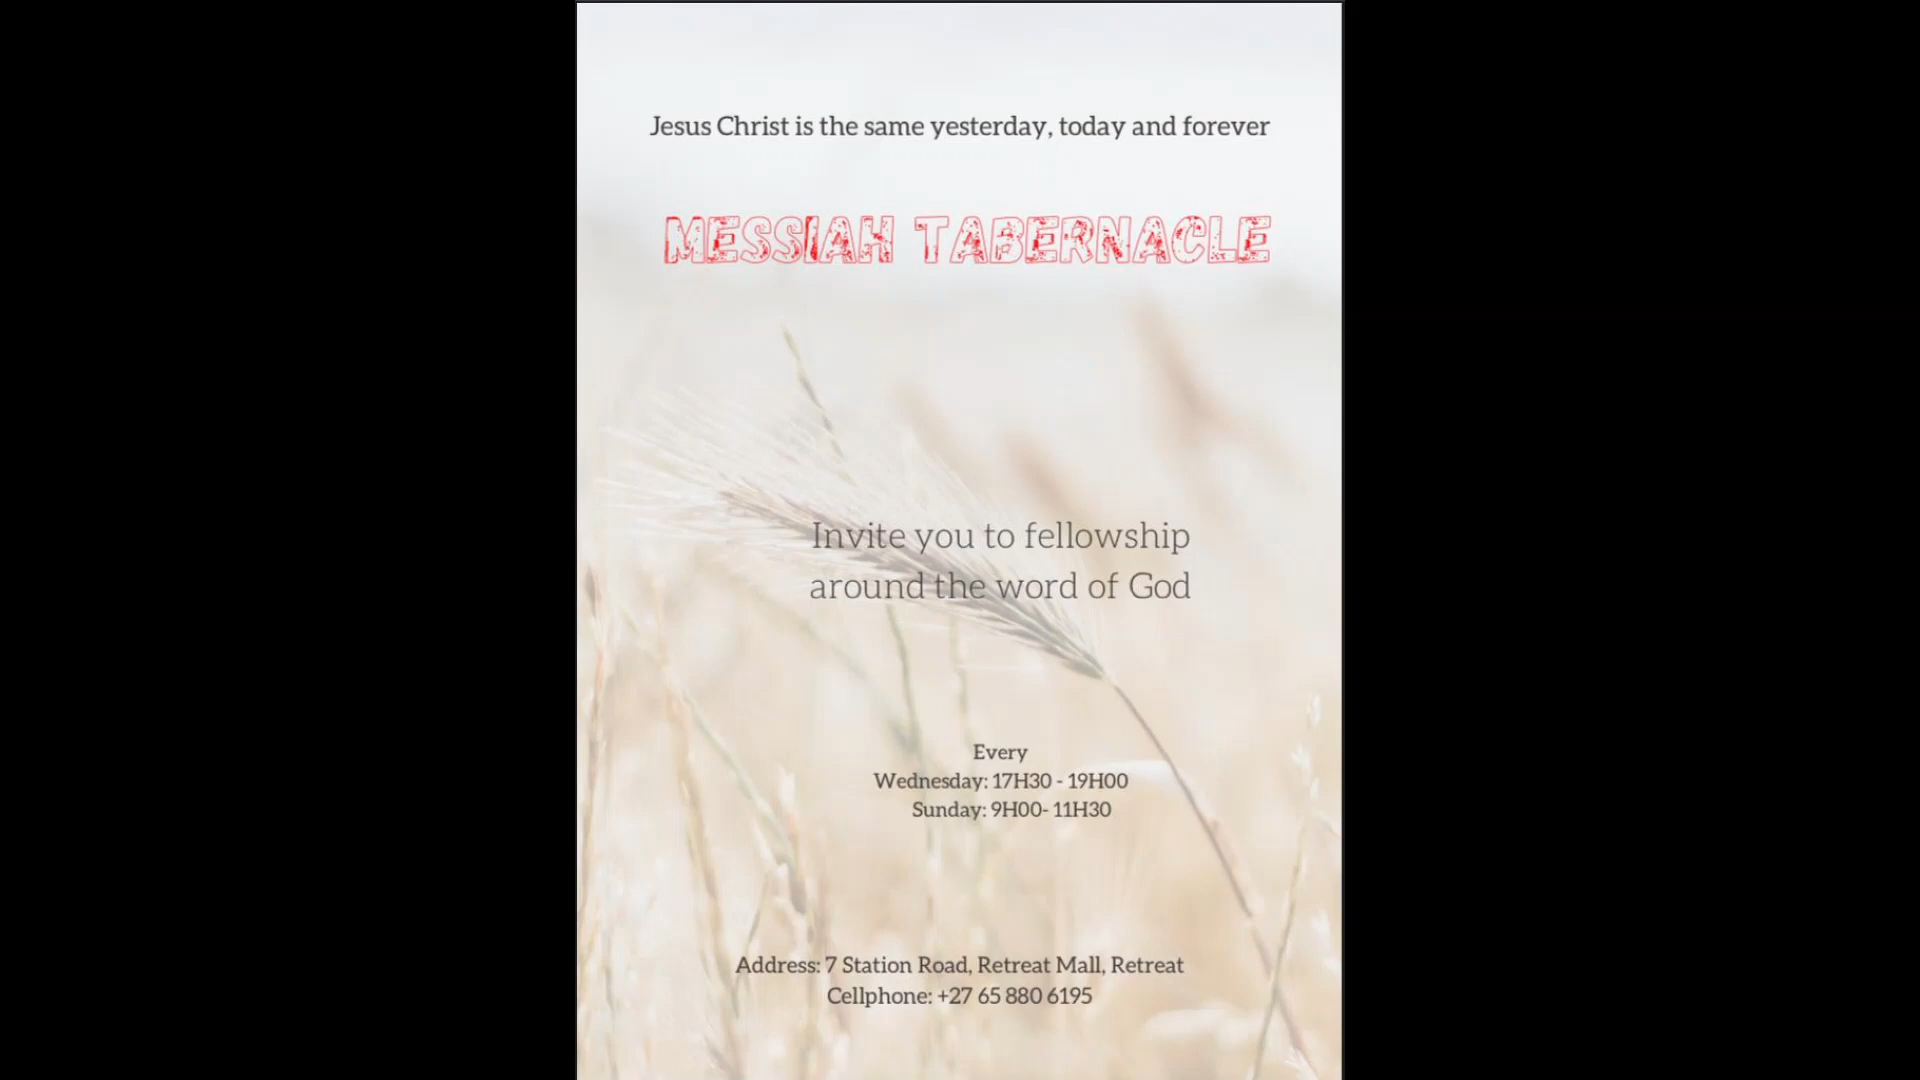 Jesus Christ is the same yesterday, today and forever
MESSIAH TABERNACLE
Invite you to fellowship
around the word of God
Every
Wednesday: 17H30 - 19H00
Sunday: 9H00- 11H30
Address: 7 Station Road, Retreat Mall, Retreat
Cellphone: +27 65 880 6195